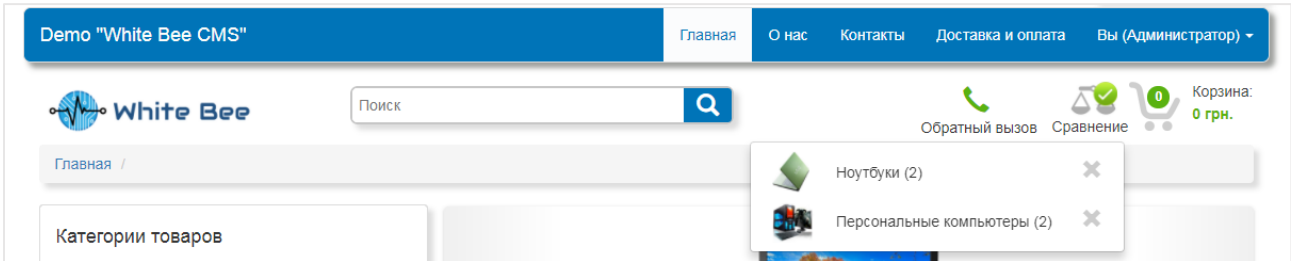 Demo "White Bee CMS" Главная О нас Контакты Доставка и оплата Вы (Администратор)
White Bee Поиск Обратный вызов Сравнение 0 Корзина: 0 грн.
Главная /
Ноутбуки (2)
Персональные компьютеры (2)
Категории товаров